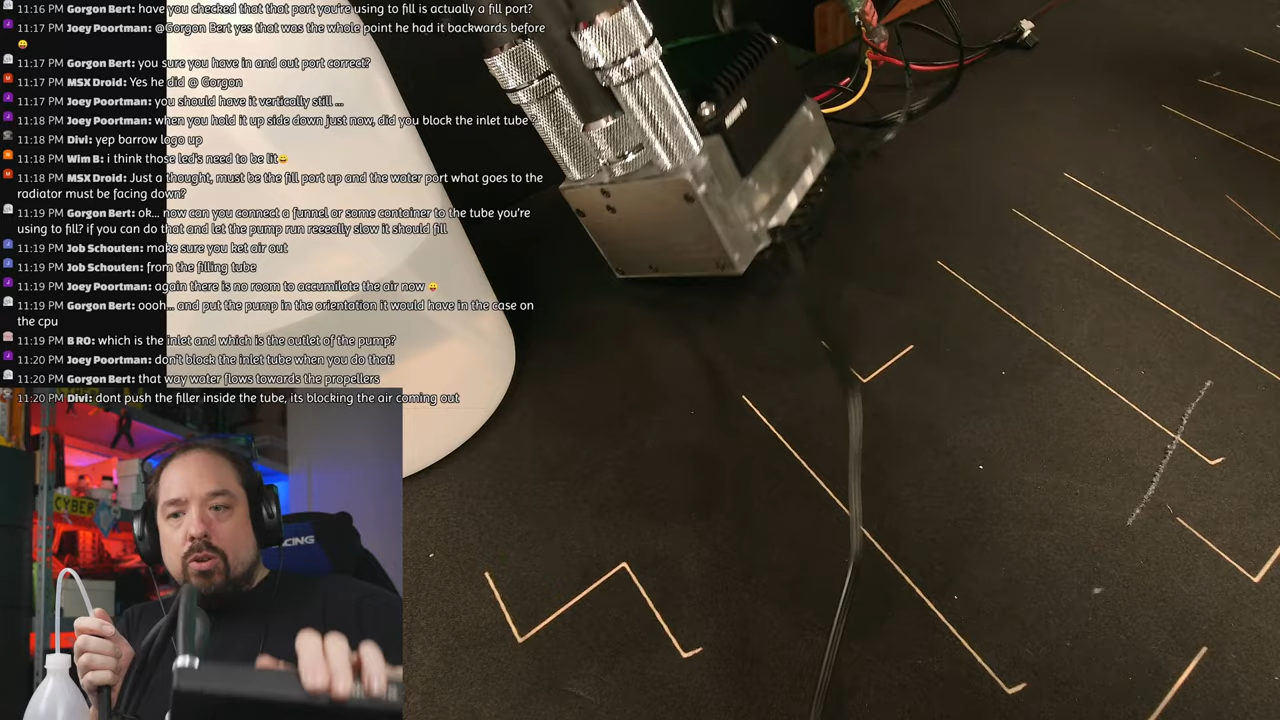 11:16 PM Gorgon Bert: have you checked that that port you're using to fill is actually a fill port?
11:17 PM Joey Poortman: @Gorgon Bert yes that was the whole point he had it backwards before
😛
11:17 PM Gorgon Bert: you sure you have in and out port correct?
11:17 PM MSX Droid: Yes he did @ Gorgon
11:17 PM Joey Poortman: you should have it vertically still ...
11:18 PM Joey Poortman: when you hold it up side down just now, did you block the inlet tube ?
11:18 PM Divi: yep barrow logo up
11:18 PM Wim B: i think those led's need to be lit😀
11:18 PM MSX Droid: Just a thought, must be the fill port up and the water port what goes to the
radiator must be facing down?
11:19 PM Gorgon Bert: ok... now can you connect a funnel or some container to the tube you're
using to fill? if you can do that and let the pump run reeeally slow it should fill
11:19 PM Job Schouten: make sure you ket air out
11:19 PM Job Schouten: from the filling tube
11:19 PM Joey Poortman: again there is no room to accumilate the air now 😛
11:19 PM Gorgon Bert: oooh... and put the pump in the orientation it would have in the case on
the cpu
11:19 PM B RO: which is the inlet and which is the outlet of the pump?
11:20 PM Joey Poortman: don't block the inlet tube when you do that!
11:20 PM Gorgon Bert: that way water flows towards the propellers
11:20 PM Divi: dont push the filler inside the tube, its blocking the air coming out
CYBER